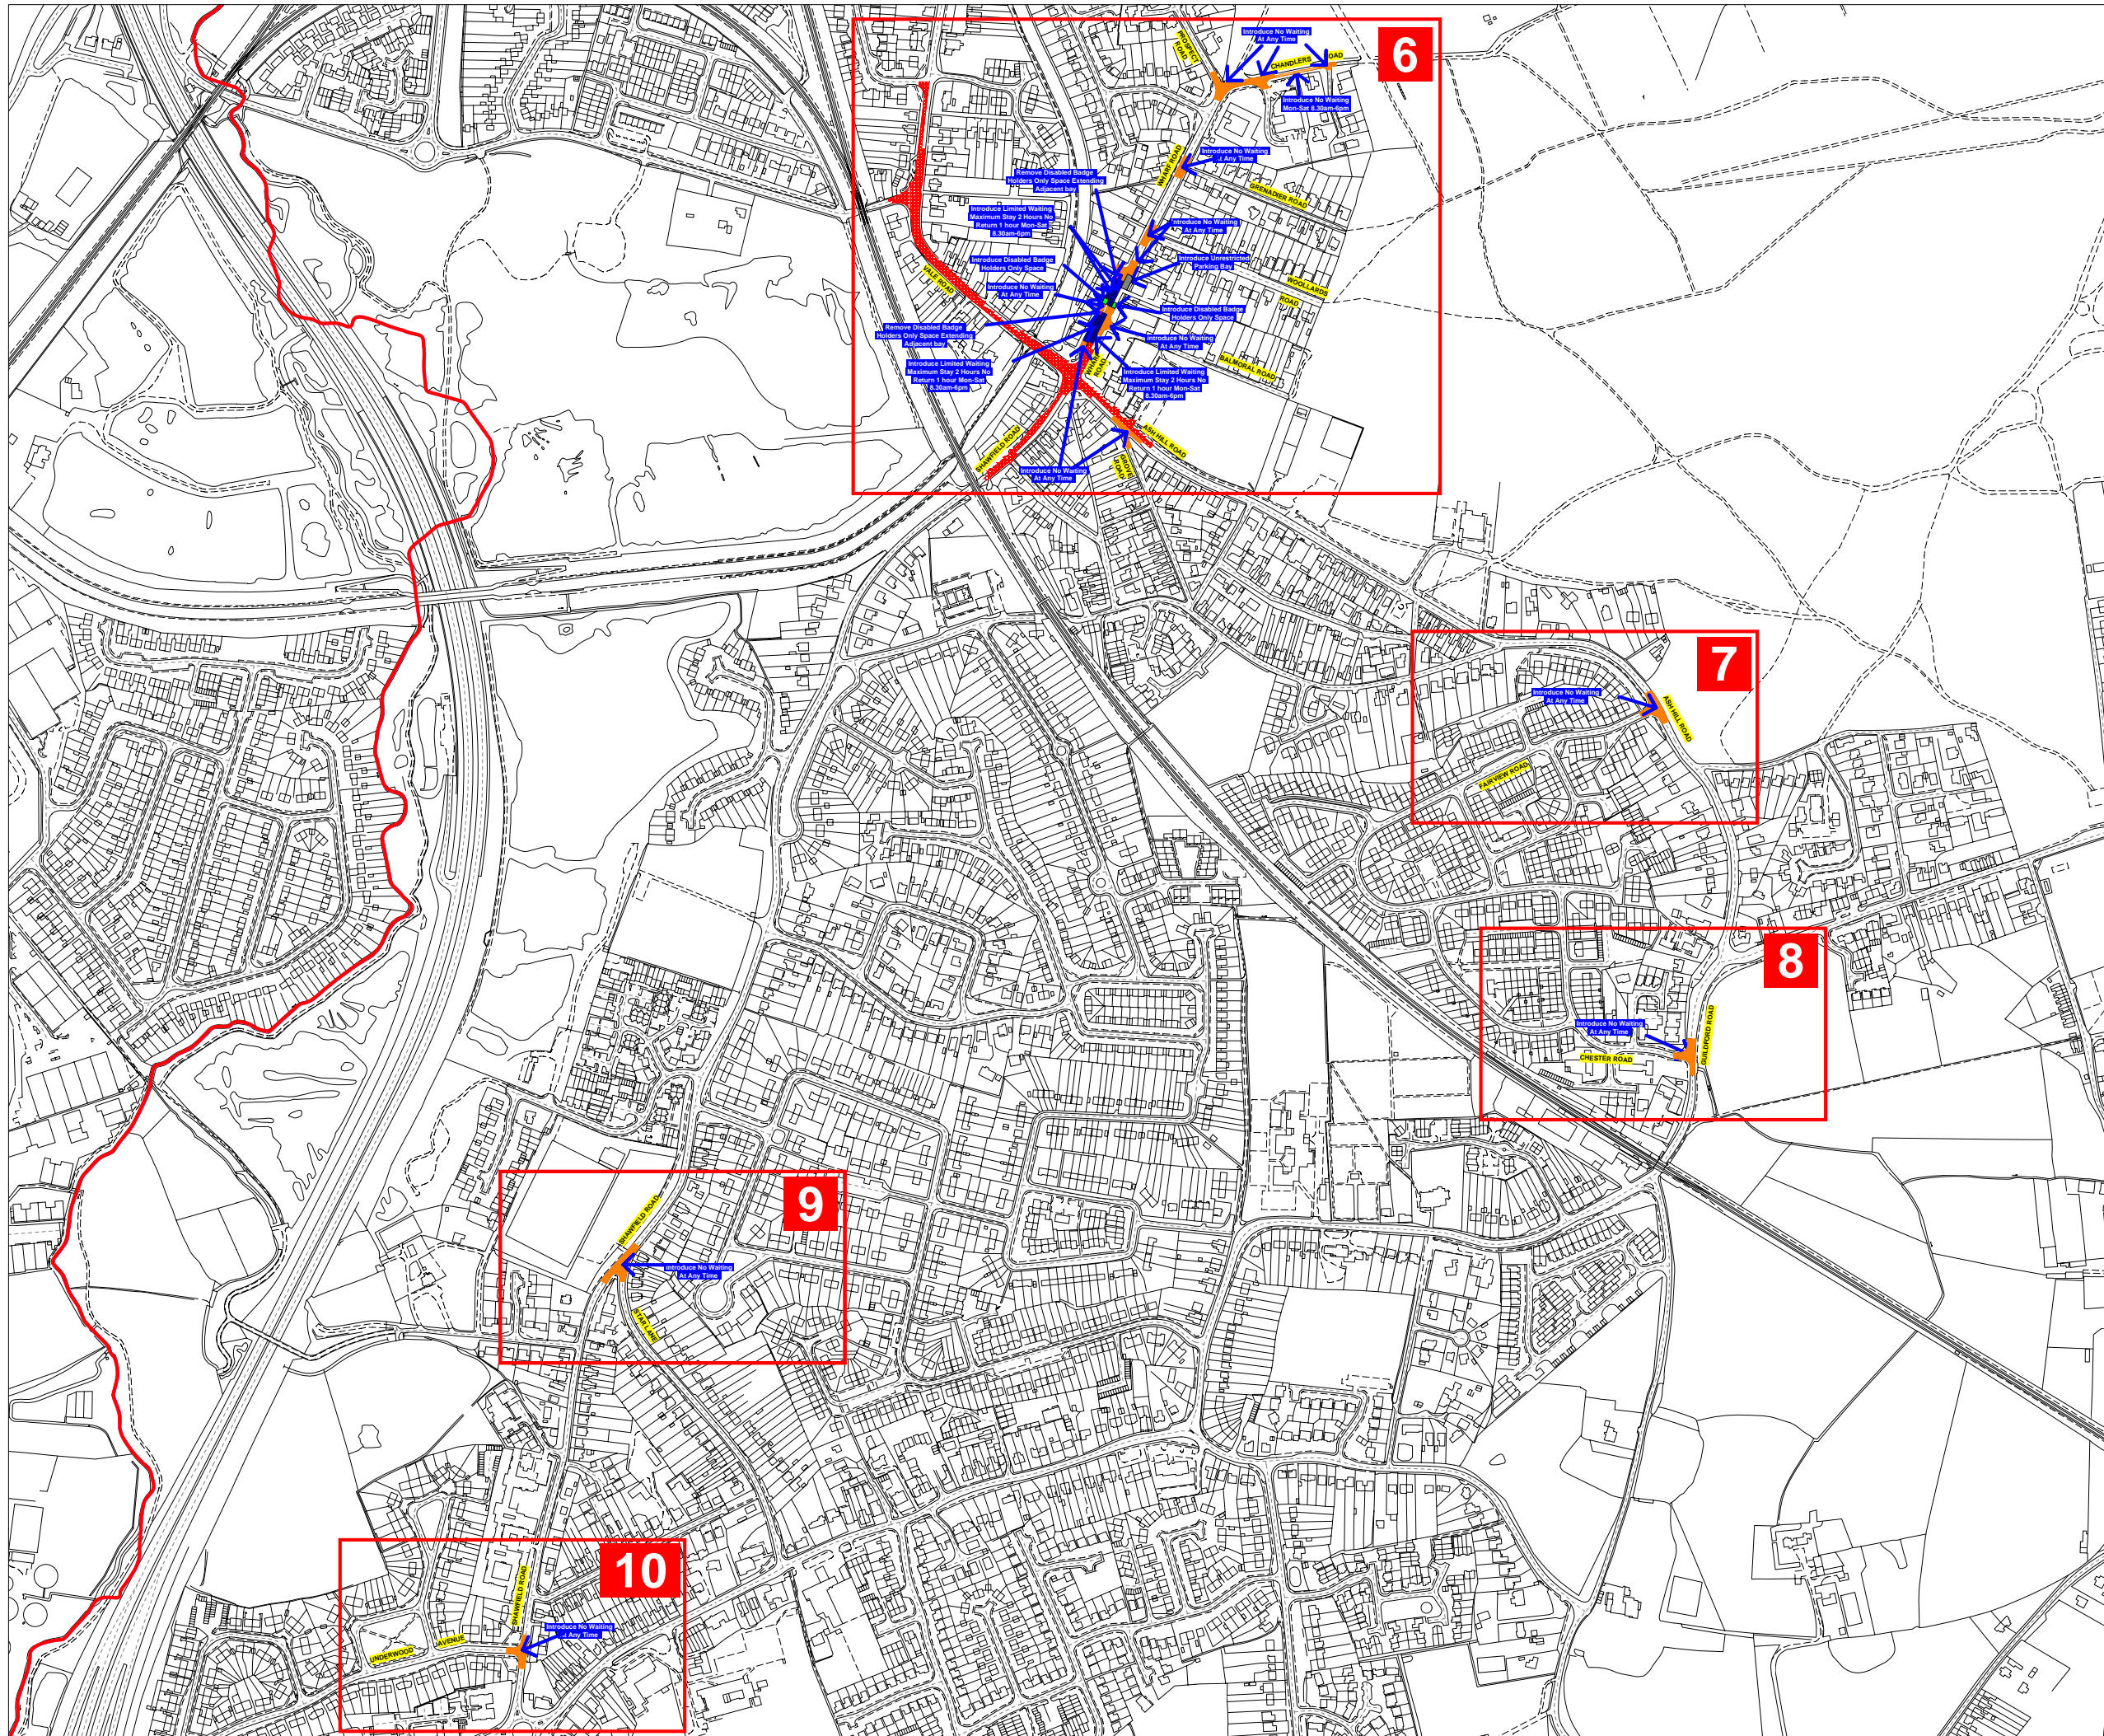 6
PROSPECT
ROAD
Introduce No Waiting
At Any Time
CHANDLERS ROAD
Introduce No Waiting
Mon-Sat 8.30am-6pm
WHARF ROAD
Introduce No Waiting
At Any Time
GRENADIER ROAD
Remove Disabled Badge
Holders Only Space Extending
Adjacent bay
Introduce Limited Waiting
Maximum Stay 2 Hours No
Return 1 hour Mon-Sat
8.30am-6pm
Introduce No Waiting
At Any Time
Introduce Disabled Badge
Holders Only Space
Introduce Unrestricted
Parking Bay
VALE ROAD
WOOLLARDS
ROAD
Introduce No Waiting
At Any Time
Introduce Disabled Badge
Holders Only Space
Remove Disabled Badge
Holders Only Space Extending
Adjacent bay
Introduce No Waiting
At Any Time
BALMORAL ROAD
WHARF
ROAD
Introduce Limited Waiting
Maximum Stay 2 Hours No
Return 1 hour Mon-Sat
8.30am-6pm
Introduce Limited Waiting
Maximum Stay 2 Hours No
Return 1 hour Mon-Sat
8.30am-6pm
SHAWFIELD ROAD
ASH HILL ROAD
GROVE
ROAD
Introduce No Waiting
At Any Time
7
Introduce No Waiting
At Any Time
ASH HILL ROAD
FAIRVIEW ROAD
8
Introduce No Waiting
At Any Time
GUILDFORD ROAD
CHESTER ROAD
9
SHAWFIELD ROAD
Introduce No Waiting
At Any Time
STAR LANE
10
SHAWFIELD ROAD
Introduce No Waiting
At Any Time
UNDERWOOD
AVENUE